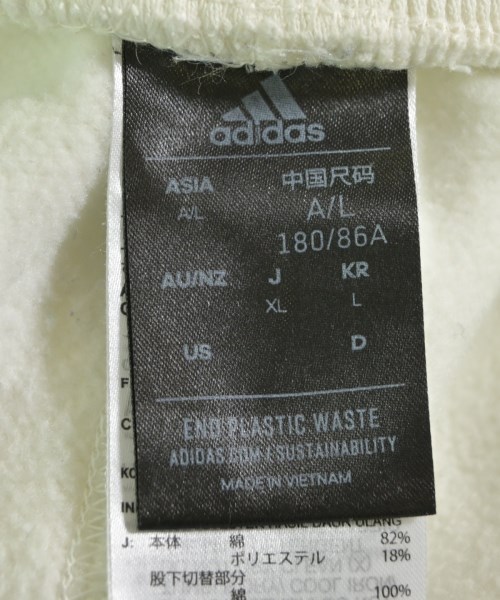 adidas
ASIA 中国尺码
A/L A/L
180/86A
AU/NZ J KR
XL L
US D
END PLASTIC WASTE
ADIDAS.COM / SUSTAINABILITY
MADE IN VIETNAM
F
C
KO
IN
J: 本体 綿 82%
ポリエステル 18%
股下切替部分
綿 100%